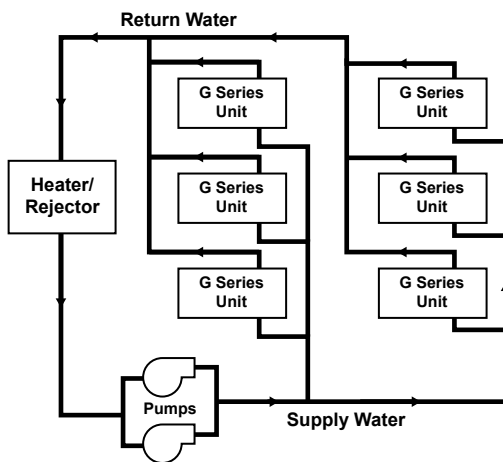 Return Water
G Series
Unit
G Series
Unit
Heater/
Rejector
G Series
Unit
G Series
Unit
G Series
Unit
G Series
Unit
Pumps
Supply Water